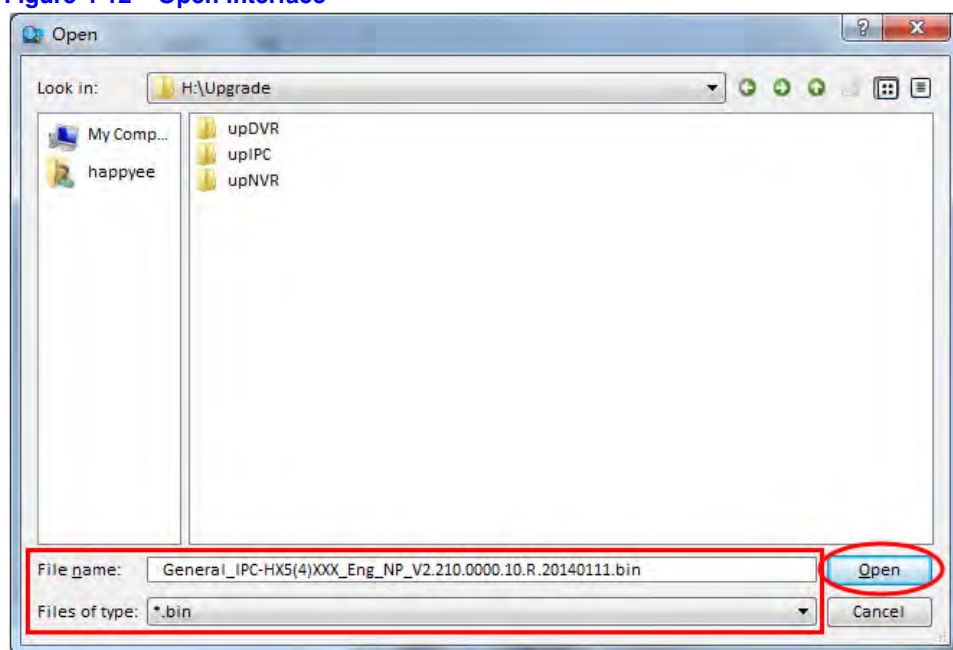 Open
Look in:
H:\Upgrade
My Comp...
happyee
upDVR
upIPC
upNVR
File name:
General_IPC-HX5(4)XXX_Eng_NP_V2.210.0000.10.R.20140111.bin
Open
Files of type:
*.bin
Cancel